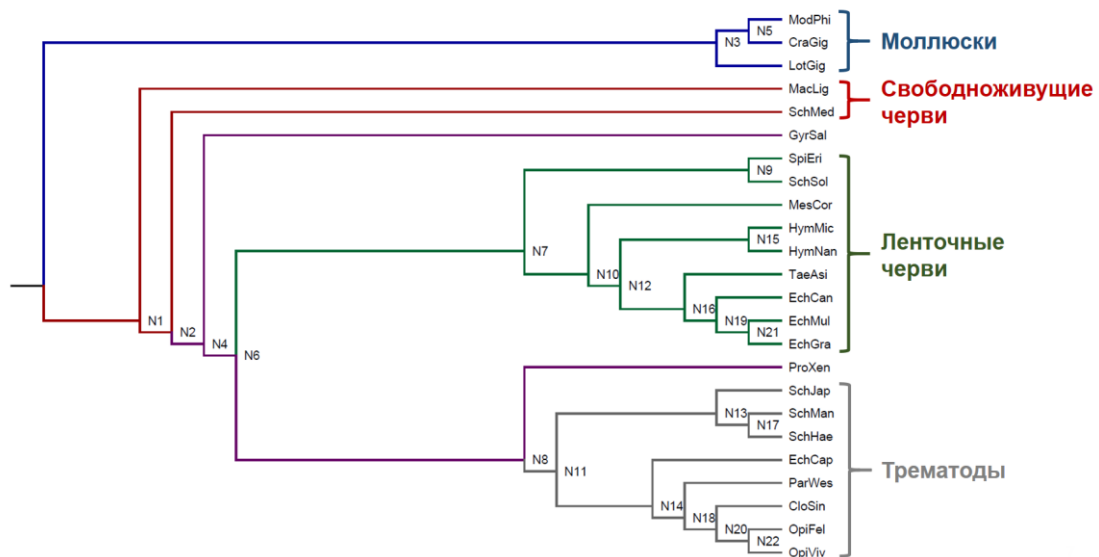 ModPhi
N5
N3
CraGig
Моллюски
LotGig
MacLig
Свободноживущие
черви
SchMed
GyrSal
SpiEri
N9
SchSol
MesCor
HymMic
N7
N15
Ленточные
черви
HymNan
N10
TaeAsi
N12
EchCan
N16
N1
EchMul
N19
N2
N21
EchGra
N4
N6
ProXen
SchJap
SchMan
N13
N17
SchHae
N8
EchCap
N11
Трематоды
ParWes
CloSin
N14
N18
OpiFel
N20
N22
OpiViv